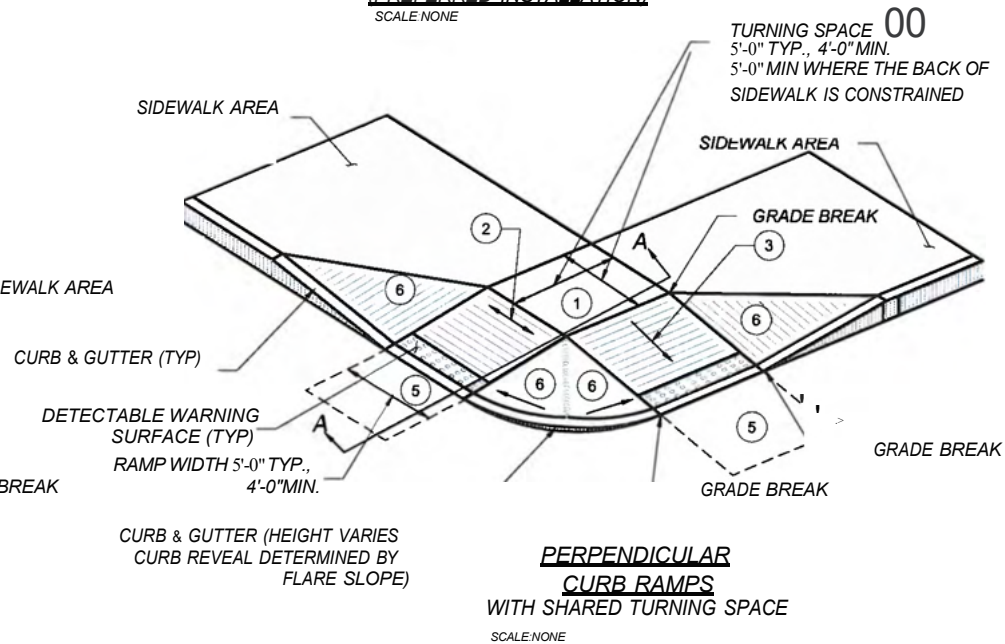 SCALE:NONE
TURNING SPACE 00
5'-0" TYP., 4'-0" MIN.
5'-0" MIN WHERE THE BACK OF
SIDEWALK IS CONSTRAINED
SIDEWALK AREA
SIDEWALK AREA
GRADE BREAK
2
A
3
1
6
6
EWALK AREA
CURB & GUTTER (TYP)
5
6
6
5
DETECTABLE WARNING
SURFACE (TYP)
A
GRADE BREAK
RAMP WIDTH 5'-0" TYP.,
4'-0" MIN.
BREAK
GRADE BREAK
CURB & GUTTER (HEIGHT VARIES
CURB REVEAL DETERMINED BY
FLARE SLOPE)
PERPENDICULAR
CURB RAMPS
WITH SHARED TURNING SPACE
SCALE:NONE